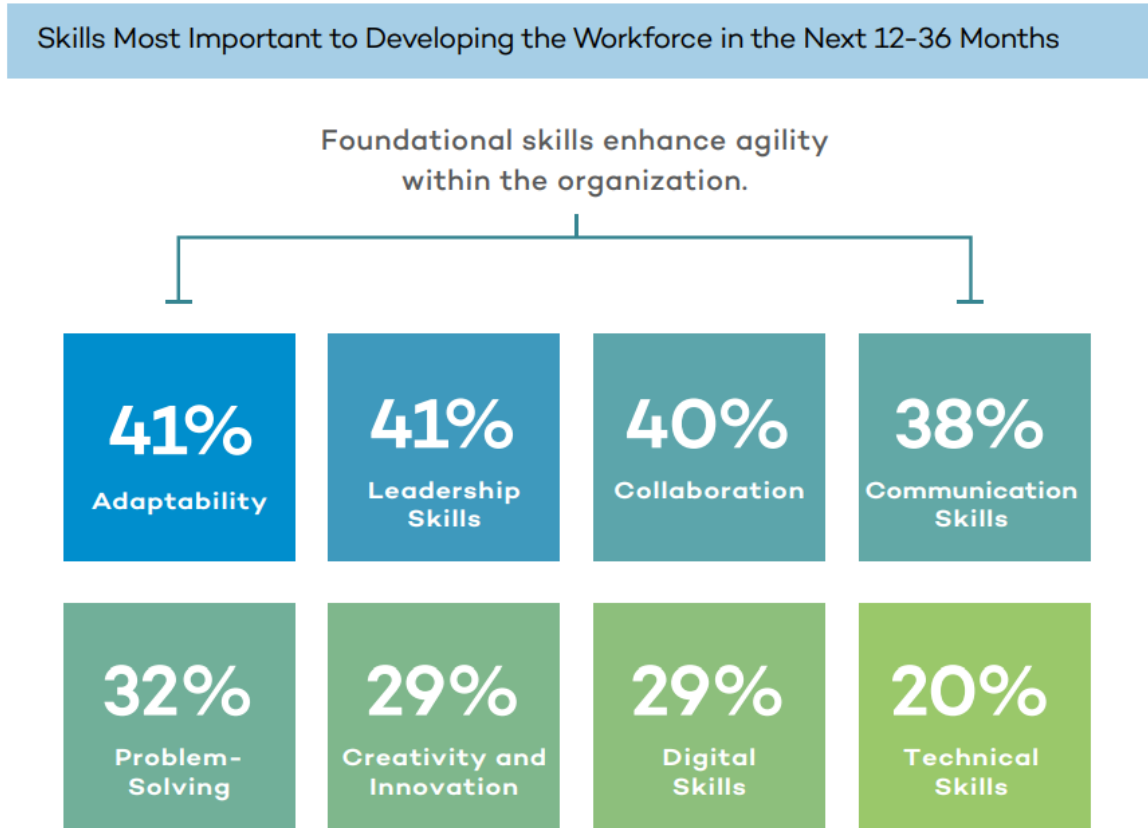 Skills Most Important to Developing the Workforce in the Next 12-36 Months
Foundational skills enhance agility
within the organization.
41%
Adaptability
41%
Leadership
Skills
40%
Collaboration
38%
Communication
Skills
32%
Problem-
Solving
29%
Creativity and
Innovation
29%
Digital
Skills
20%
Technical
Skills